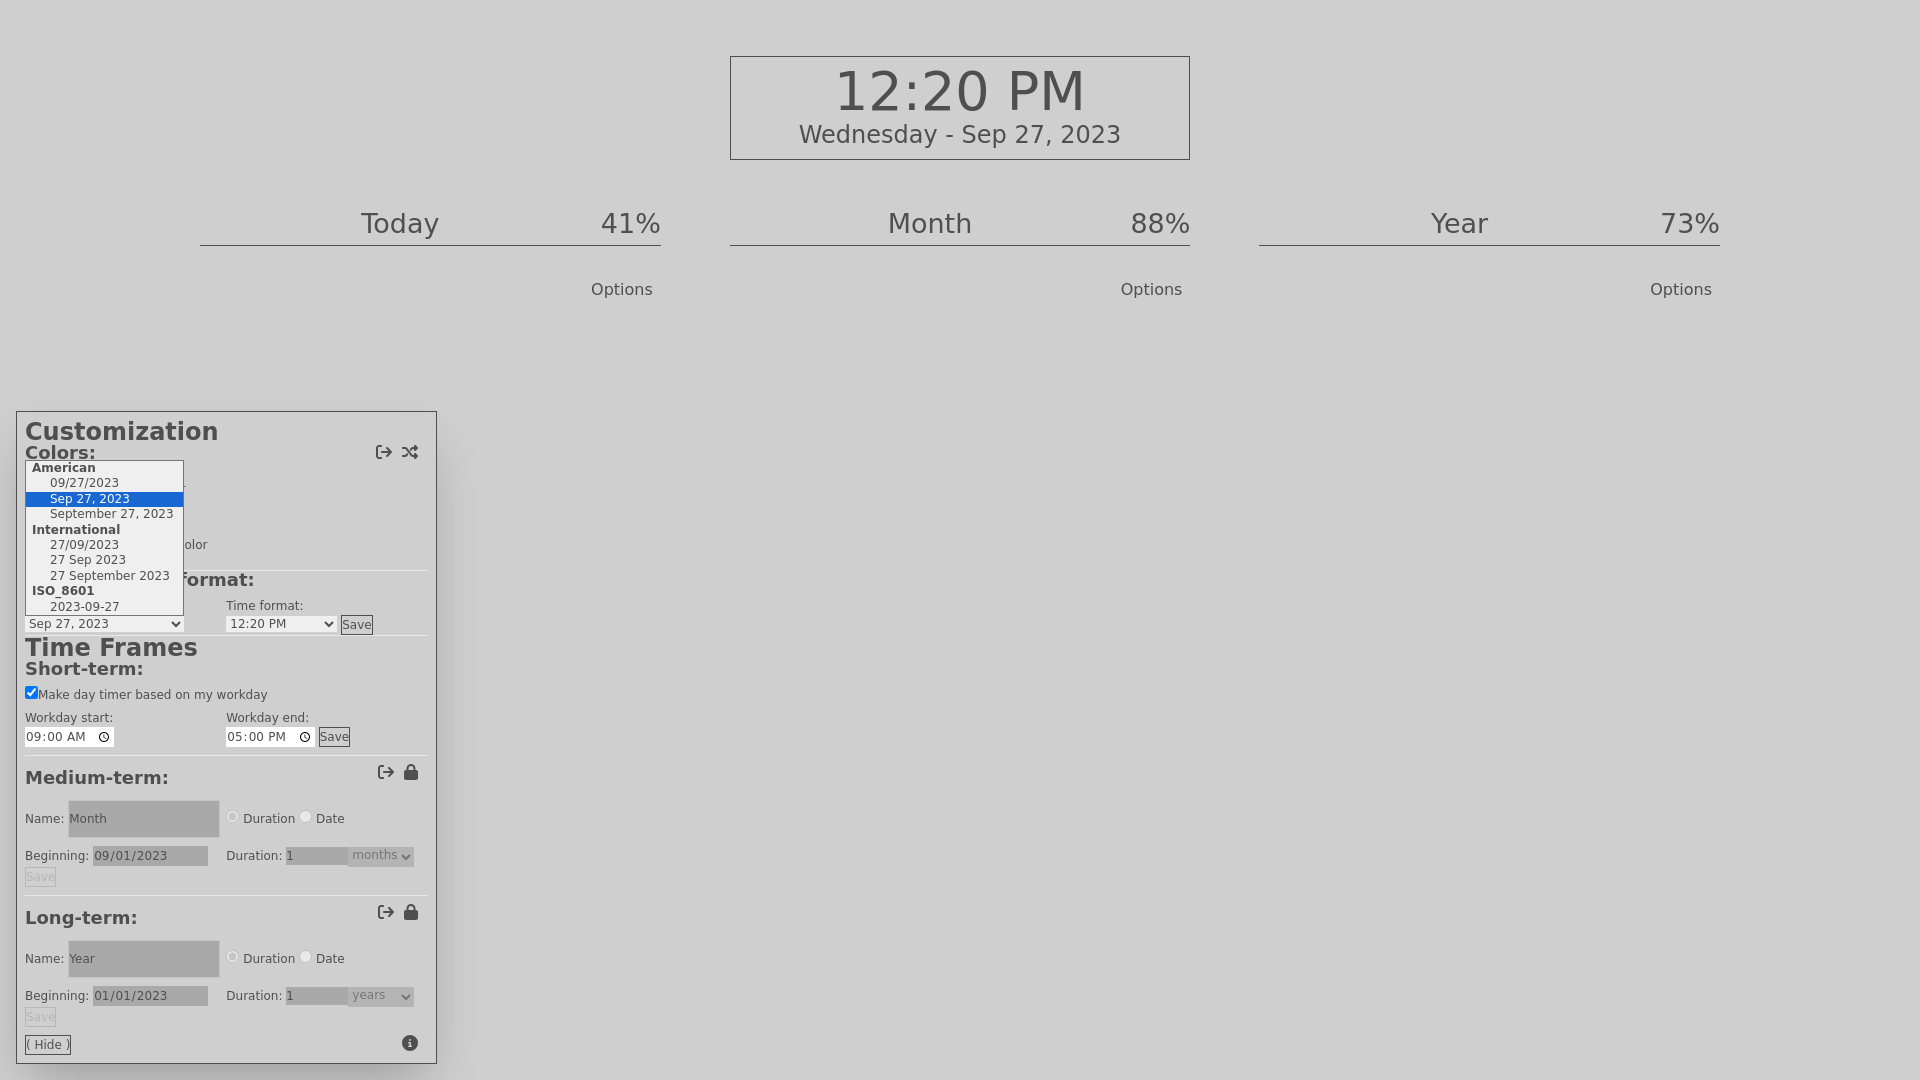 12:20 PM
Wednesday - Sep 27, 2023
Today 41%
Month 88%
Year 73%
Options
Options
Options
Customization
Colors:
American
09/27/2023
Sep 27, 2023
September 27, 2023
International
27/09/2023
27 Sep 2023
27 September 2023
ISO_8601
2023-09-27
olor
format:
Time format:
Sep 27, 2023
12:20 PM
Save
Time Frames
Short-term:
Make day timer based on my workday
Workday start:
Workday end:
09:00 AM
05:00 PM
Save
Medium-term:
Name: Month
Duration Date
Beginning: 09/01/2023
Duration: 1 months
Save
Long-term:
Name: Year
Duration Date
Beginning: 01/01/2023
Duration: 1 years
Save
( Hide )